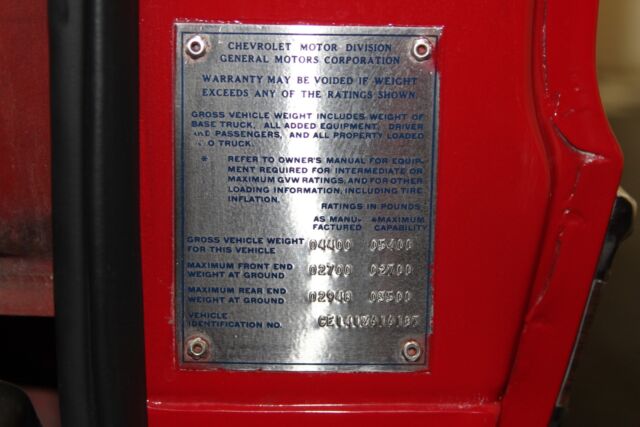 CHEVROLET MOTOR DIVISION
GENERAL MOTORS CORPORATION
WARRANTY MAY BE VOIDED IF WEIGHT
EXCEEDS ANY OF THE RATINGS SHOWN.
GROSS VEHICLE WEIGHT INCLUDES WEIGHT OF
BASE TRUCK, ALL ADDED EQUIPMENT, DRIVER
AND PASSENGERS, AND ALL PROPERTY LOADED
TRUCK.
* REFER TO OWNER'S MANUAL FOR EQUIP-
MENT REQUIRED FOR INTERMEDIATE OR
MAXIMUM GVW RATINGS, AND FOR OTHER
LOADING INFORMATION, INCLUDING TIRE
INFLATION.
RATINGS IN POUNDS
AS MANU- *MAXIMUM
FACTURED CAPABILITY
GROSS VEHICLE WEIGHT
FOR THIS VEHICLE 04400 05400
MAXIMUM FRONT END
WEIGHT AT GROUND 02700 02700
MAXIMUM REAR END
WEIGHT AT GROUND 02940 03500
VEHICLE
IDENTIFICATION NO.